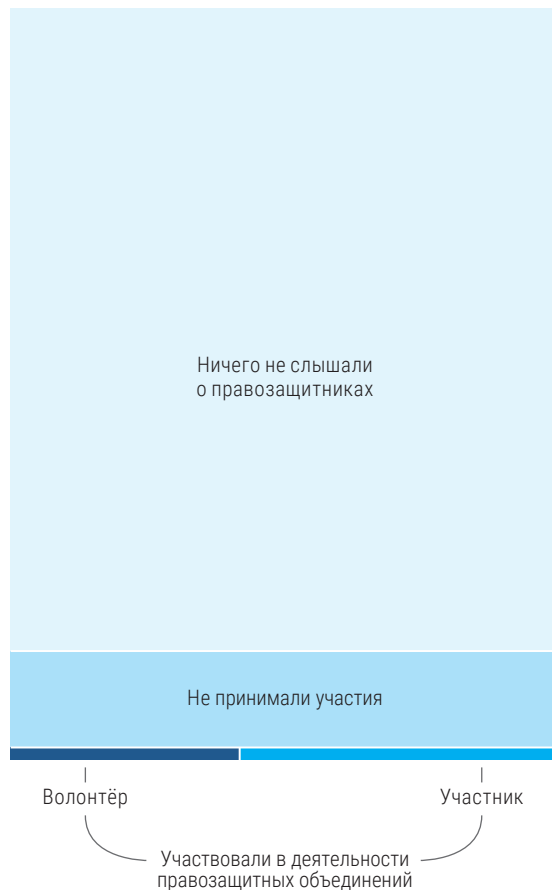 Ничего не слышали
о правозащитниках
Не принимали участия
Волонтёр
Участник
Участвовали в деятельности
правозащитных объединений